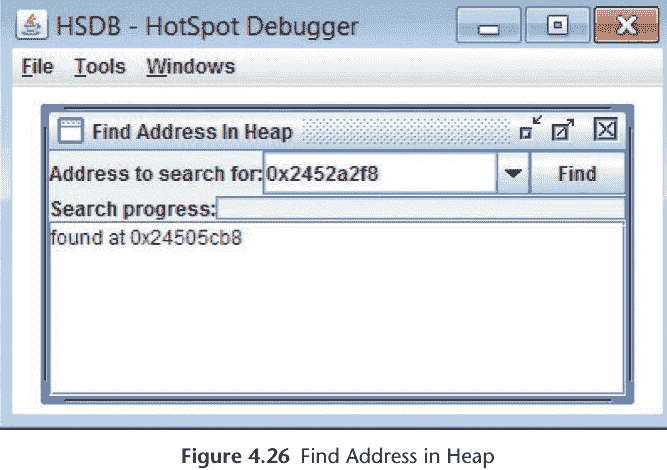 HSDB - HotSpot Debugger
File Tools Windows
Find Address In Heap
Address to search for: 0x2452a2f8 Find
Search progress:
found at 0x24505cb8
Figure 4.26 Find Address in Heap